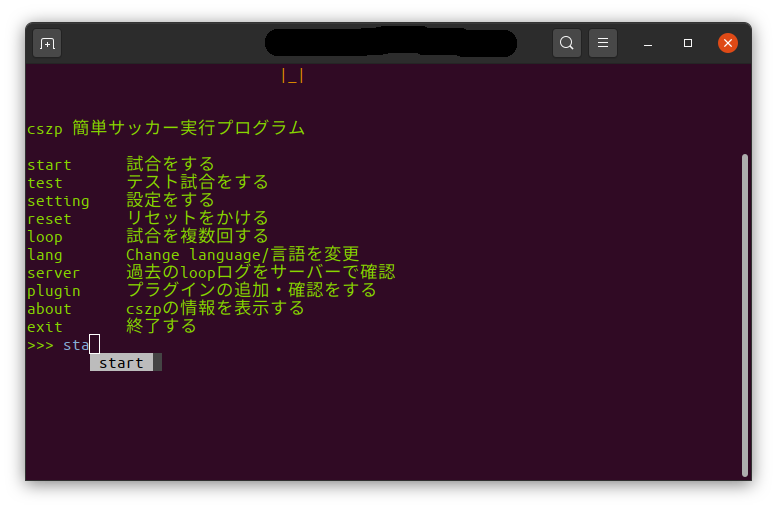 |_|
cszp 簡単サッカー実行プログラム
start 試合をする
test テスト試合をする
setting 設定をする
reset リセットをかける
loop 試合を複数回する
lang Change language/言語を変更
server 過去のloopログをサーバーで確認
plugin プラグインの追加・確認をする
about cszpの情報を表示する
exit 終了する
>>> sta
start